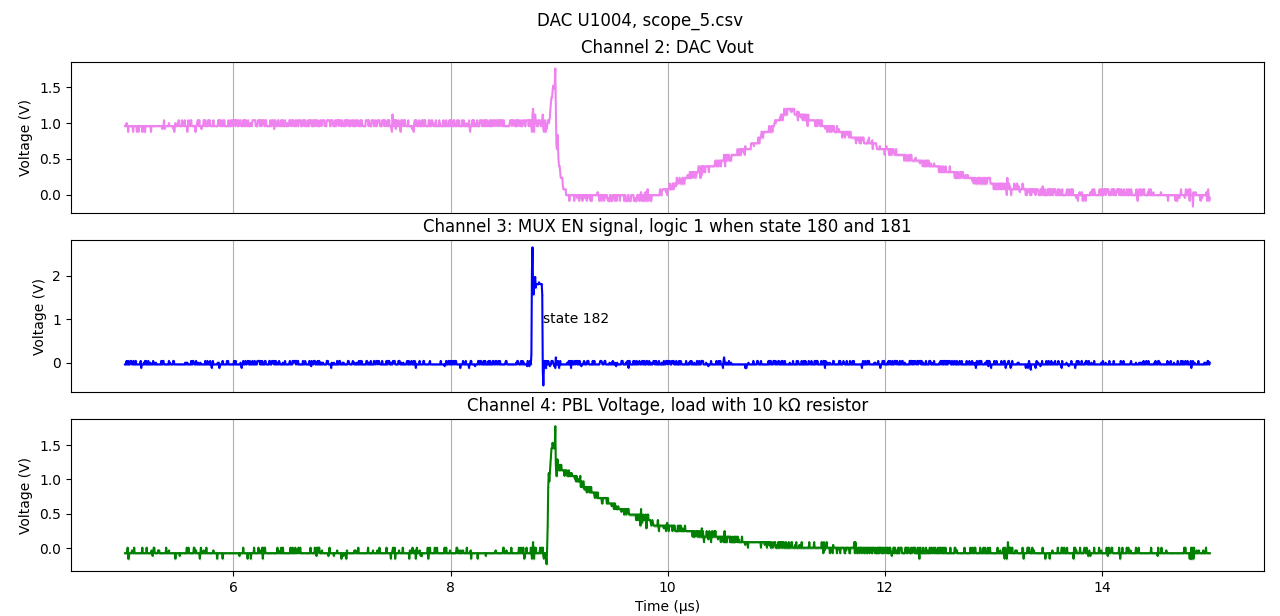 DAC U1004, scope_5.csv
Channel 2: DAC Vout
Voltage (V)
1.5
1.0
0.5
0.0
Channel 3: MUX EN signal, logic 1 when state 180 and 181
Voltage (V)
2
1
0
state 182
Channel 4: PBL Voltage, load with 10 kΩ resistor
Voltage (V)
1.5
1.0
0.5
0.0
6 8 10 12 14
Time (μs)